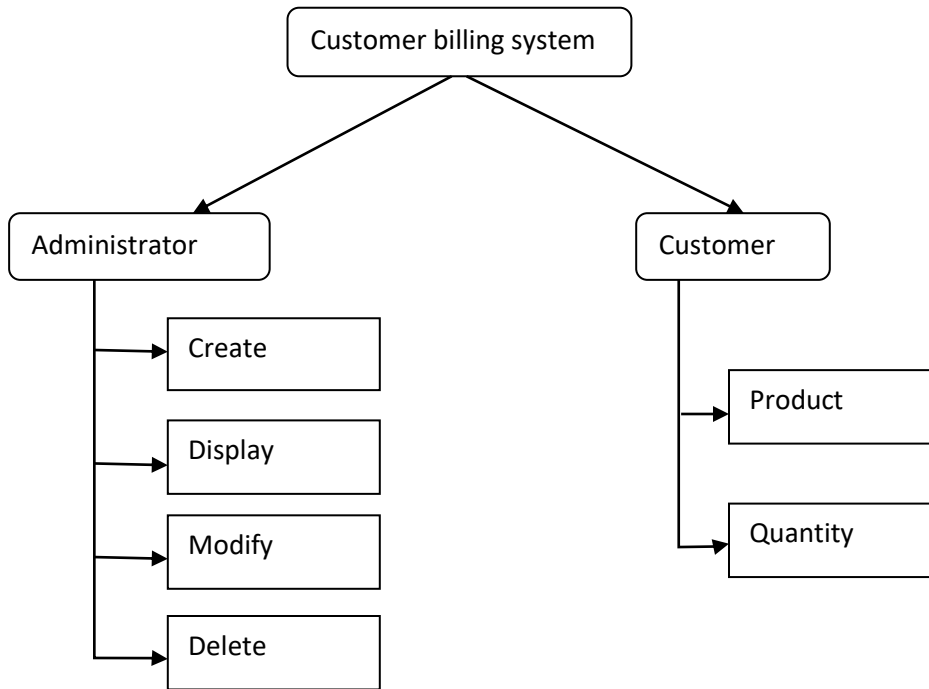 Customer billing system
Administrator
Customer
Create
Display
Modify
Delete
Product
Quantity